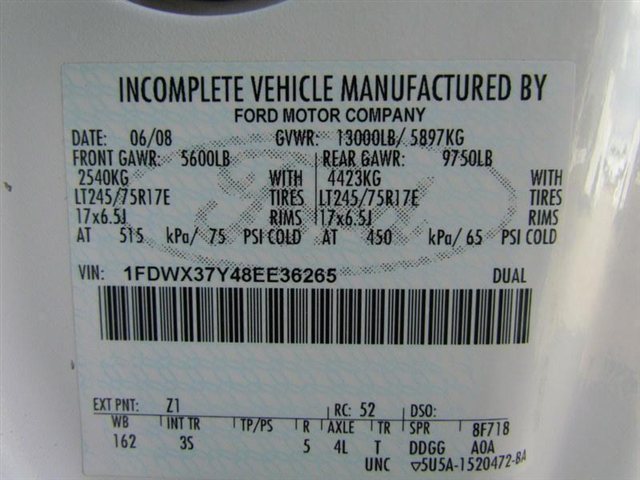 INCOMPLETE VEHICLE MANUFACTURED BY
FORD MOTOR COMPANY
DATE: 06/08 GVWR: 13000LB/ 5897KG
FRONT GAWR: 5600LB REAR GAWR: 9750LB
2540KG WITH 4423KG WITH
LT245/75R17E TIRES LT245/75R17E TIRES
17x6.5J RIMS 17x6.5J RIMS
AT 515 kPa/ 75 PSI COLD AT 450 kPa/ 65 PSI COLD
VIN: 1FDWX37Y48EE36265 DUAL
EXT PNT: Z1 RC: 52 DSO:
WB INT TR TP/PS R AXLE TR SPR 8F718
162 3S 5 4L T DDGG A0A
UNC 5U5A-1520472-BA